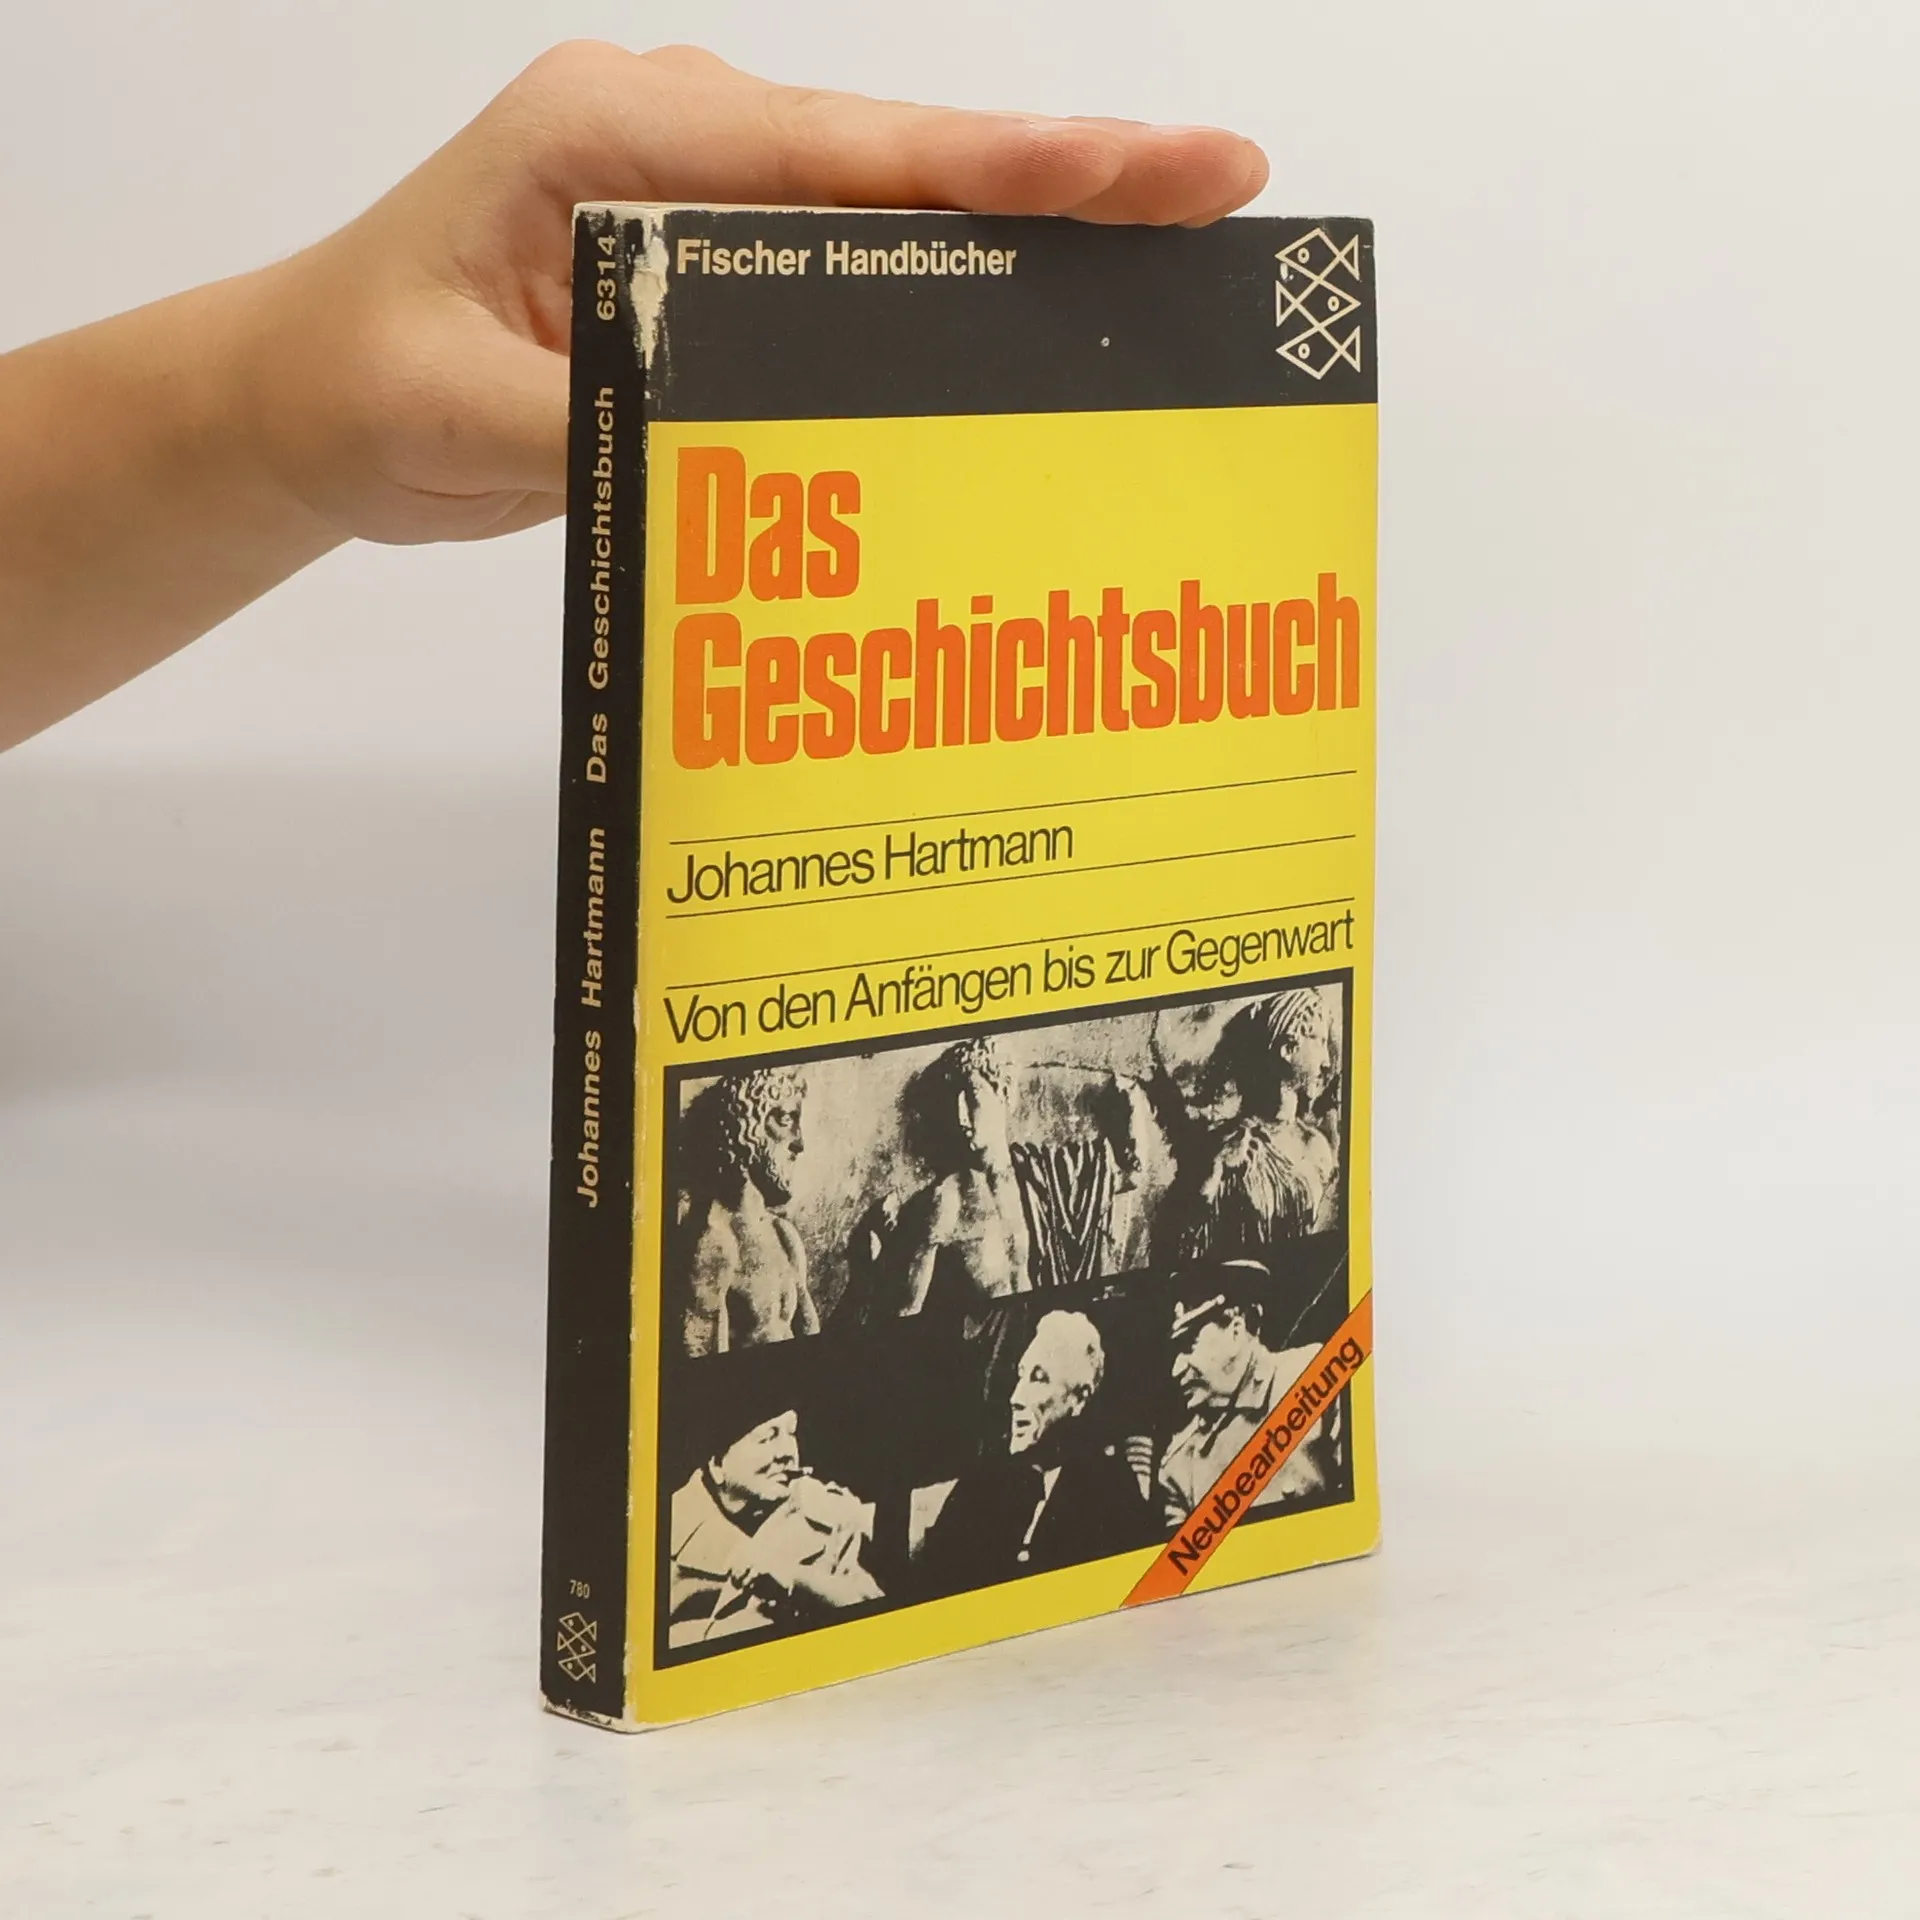 Fischer Handbücher
Das
Geschichtsbuch
Johannes Hartmann
Von den Anfängen bis zur Gegenwart
Neubearbeitung
Johannes Hartmann Das Geschichtsbuch 6314
780